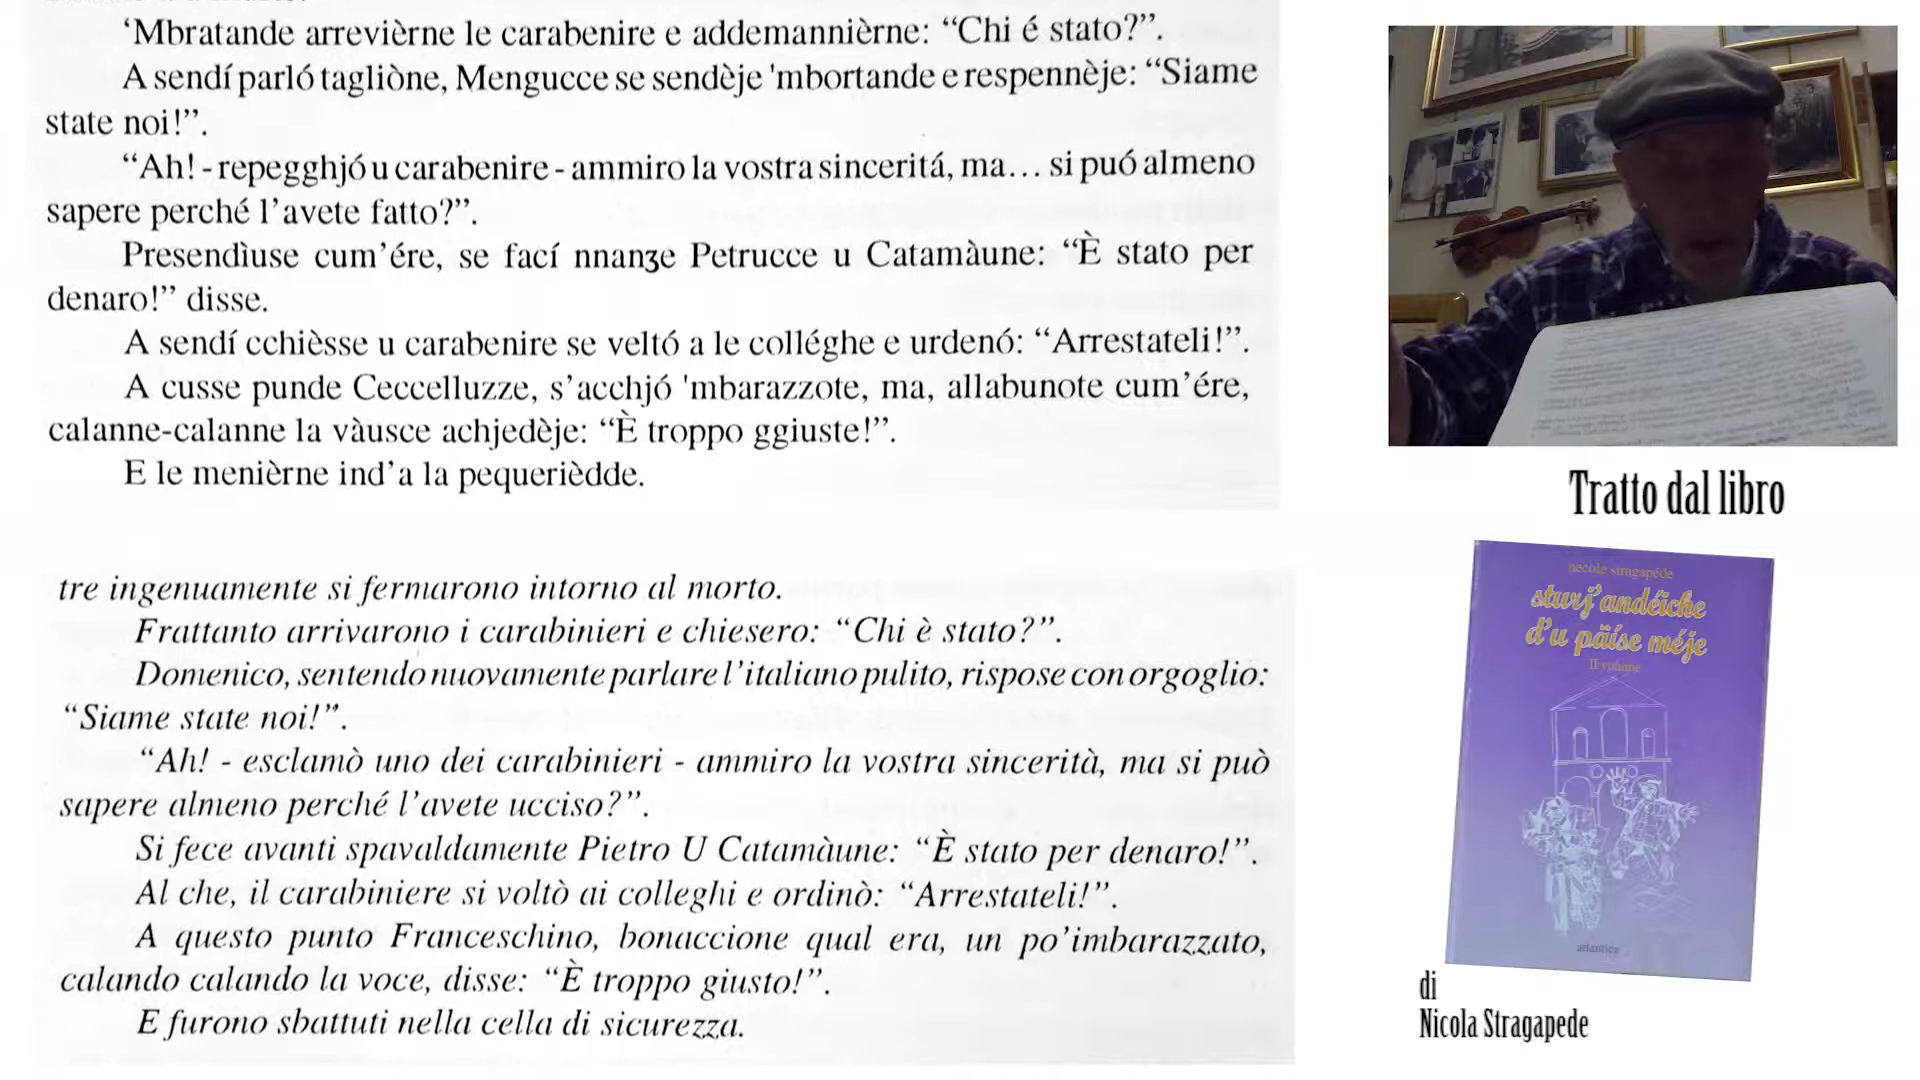 ‘Mbratande arrevièrne le carabenire e addemannièrne: “Chi é stato?”.
A sendí parló tagliòne, Mengucce se sendèje 'mbortande e respennèje: “Siame
state noi!”.
“Ah! - repegghjó u carabenire - ammiro la vostra sinceritá, ma... si puó almeno
sapere perché l’avete fatto?”.
Presendìuse cum’ére, se fací nnanʒe Petrucce u Catamàune: “È stato per
denaro!” disse.
A sendí cchièsse u carabenire se veltó a le colléghe e urdenó: “Arrestateli!”.
A cusse punde Ceccelluzze, s’acchjó 'mbarazzote, ma, allabunote cum’ére,
calanne-calanne la vàusce achjedèje: “È troppo ggiuste!”.
E le menièrne ind’a la pequerièdde.
tre ingenuamente si fermarono intorno al morto.
Frattanto arrivarono i carabinieri e chiesero: “Chi è stato?”.
Domenico, sentendo nuovamente parlare l’italiano pulito, rispose con orgoglio:
“Siame state noi!”.
“Ah! - esclamò uno dei carabinieri - ammiro la vostra sincerità, ma si può
sapere almeno perché l’avete ucciso?”.
Si fece avanti spavaldamente Pietro U Catamàune: “È stato per denaro!”.
Al che, il carabiniere si voltò ai colleghi e ordinò: “Arrestateli!”.
A questo punto Franceschino, bonaccione qual era, un po’imbarazzato,
calando calando la voce, disse: “È troppo giusto!”.
E furono sbattuti nella cella di sicurezza.
Tratto dal libro
necole stragapéde
sturj’andéiche
d’u päise méje
II volume
atlantica
di
Nicola Stragapede